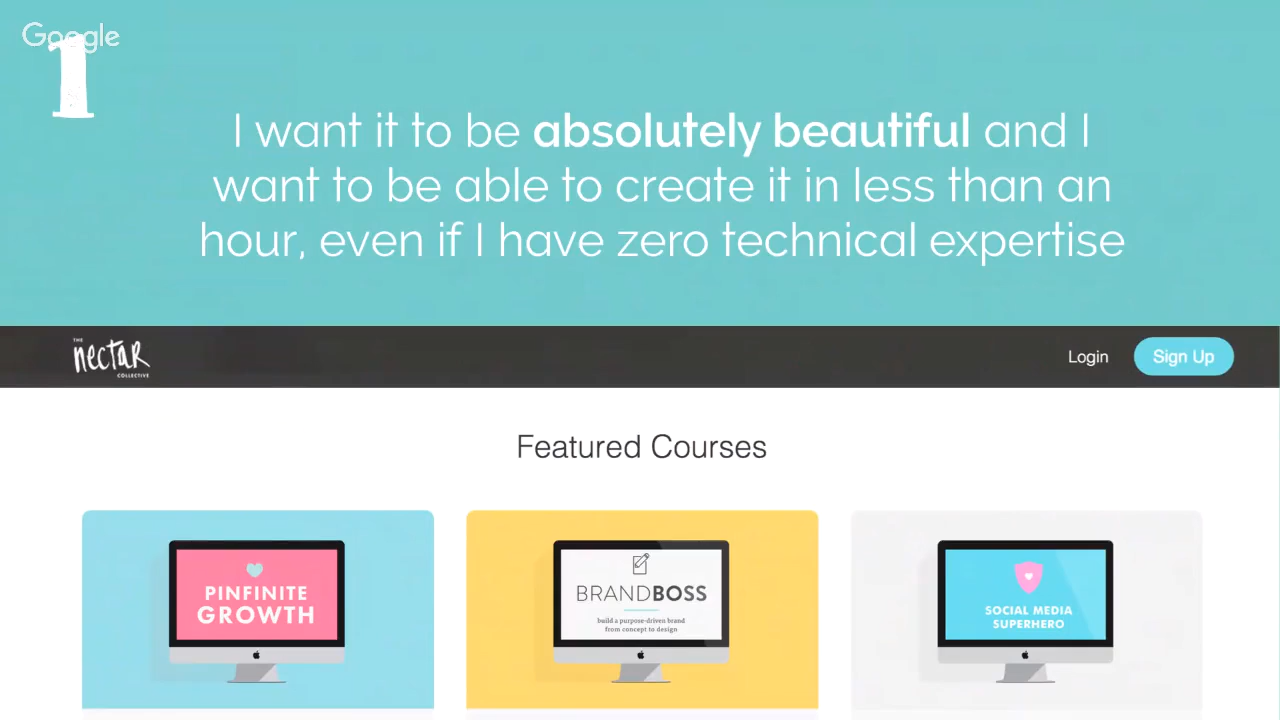 Google
1
I want it to be absolutely beautiful and I
want to be able to create it in less than an
hour, even if I have zero technical expertise
THE
nectar
COLLECTIVE
Login
Sign Up
Featured Courses
PINFINITE
GROWTH
BRANDBOSS
build a purpose-driven brand
from concept to design
SOCIAL MEDIA
SUPERHERO